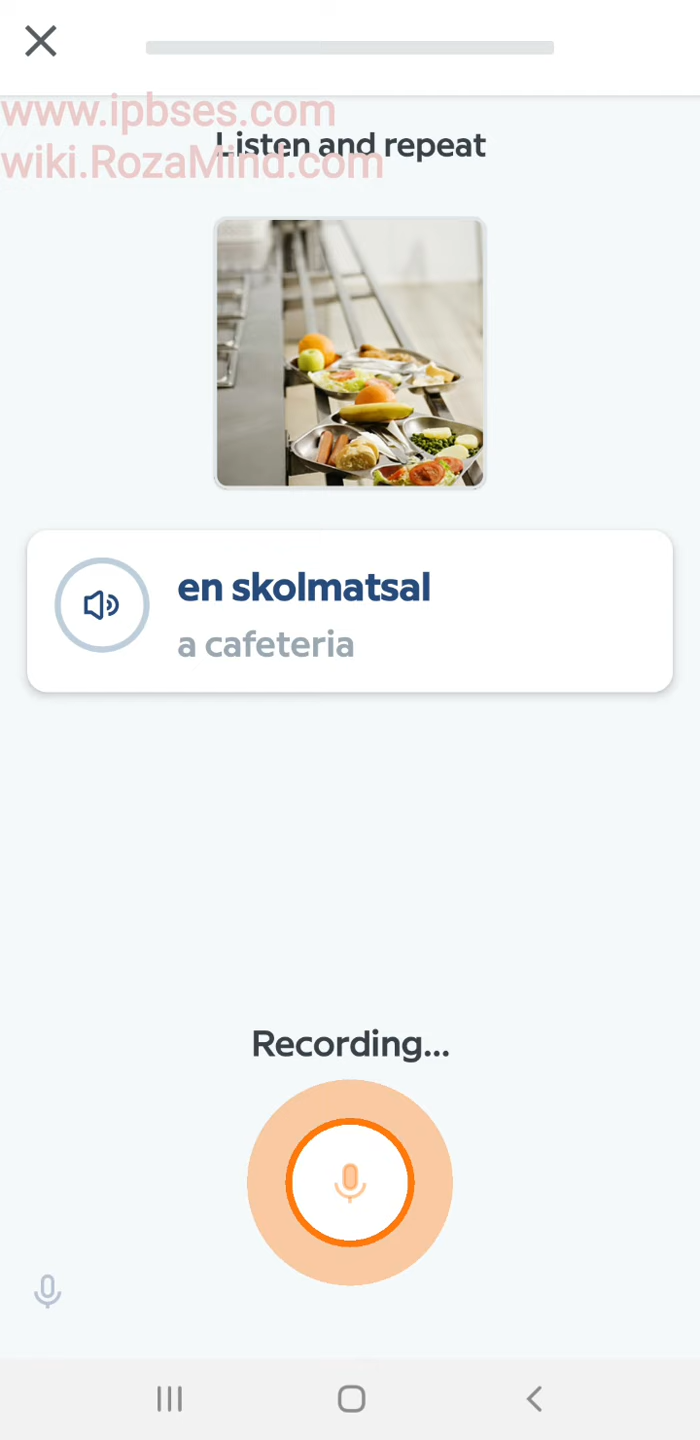 www.ipbses.com
Listen and repeat
wiki.RozaMind.com
en skolmatsal
a cafeteria
Recording...